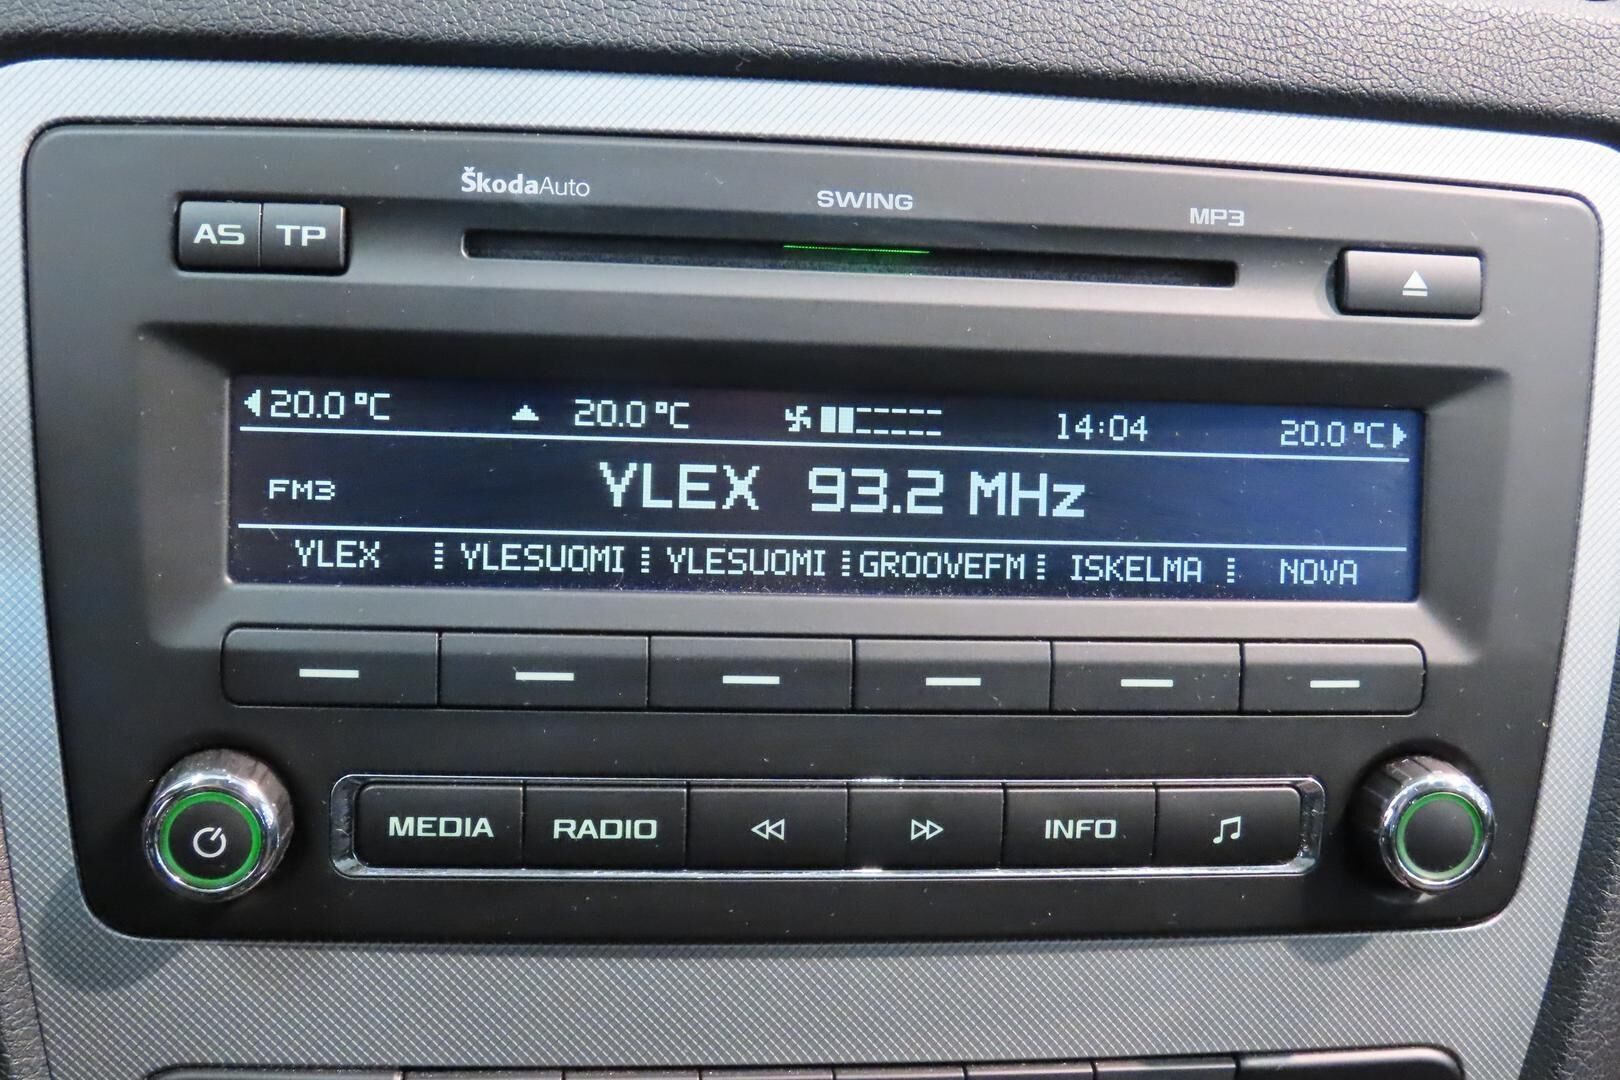 ŠkodaAuto SWING MP3
AS TP
20.0°C 20.0°C 14:04 20.0°C
FM3 YLEX 93.2 MHz
YLEX YLESUOMI YLESUOMI GROOVEFM ISKELMA NOVA
MEDIA RADIO INFO